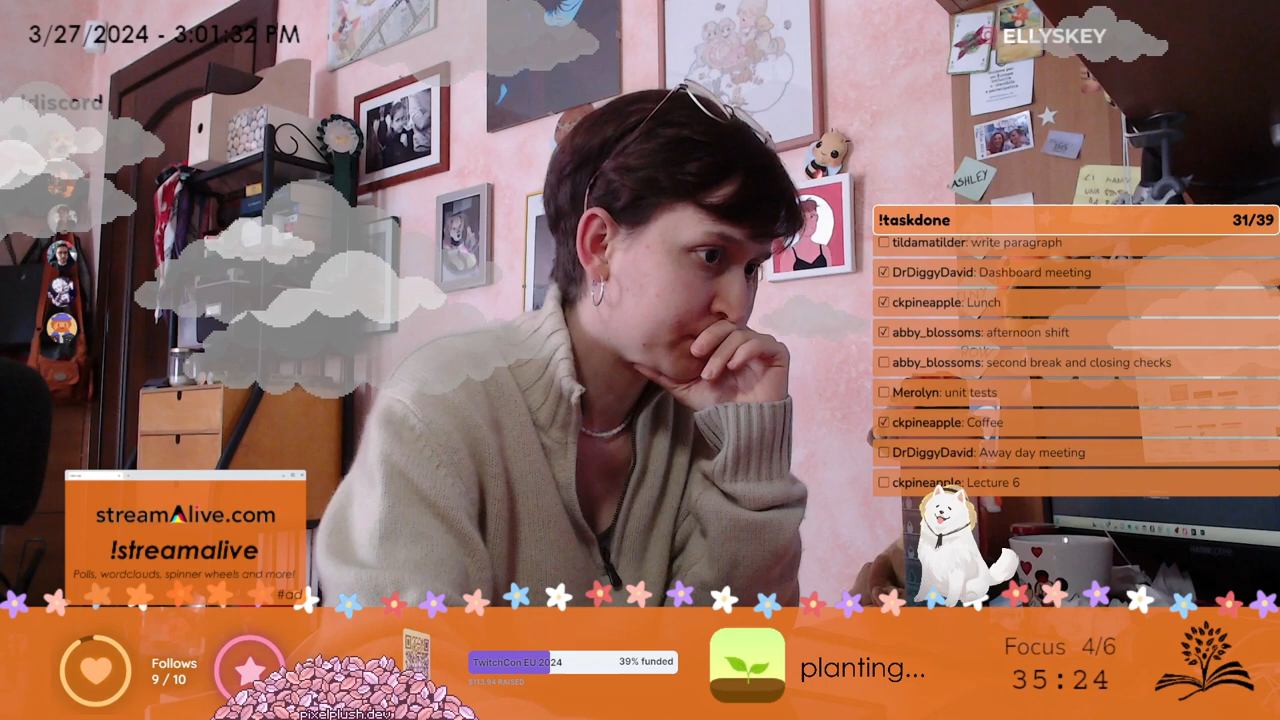 3/27/2024 - 3:01:32 PM
ELLYSKEY
!discord
ASHLEY
!taskdone 31/39
tildamatilder: write paragraph
DrDiggyDavid: Dashboard meeting
ckpineapple: Lunch
abby_blossoms: afternoon shift
abby_blossoms: second break and closing checks
Merolyn: unit tests
ckpineapple: Coffee
DrDiggyDavid: Away day meeting
ckpineapple: Lecture 6
streamAlive.com
!streamalive
Polls, wordclouds, spinner wheels and more!
#ad
Follows
9 / 10
TwitchCon EU 2024 39% funded
$113.94 RAISED
pixelplush.dev
planting...
Focus 4/6
35:24